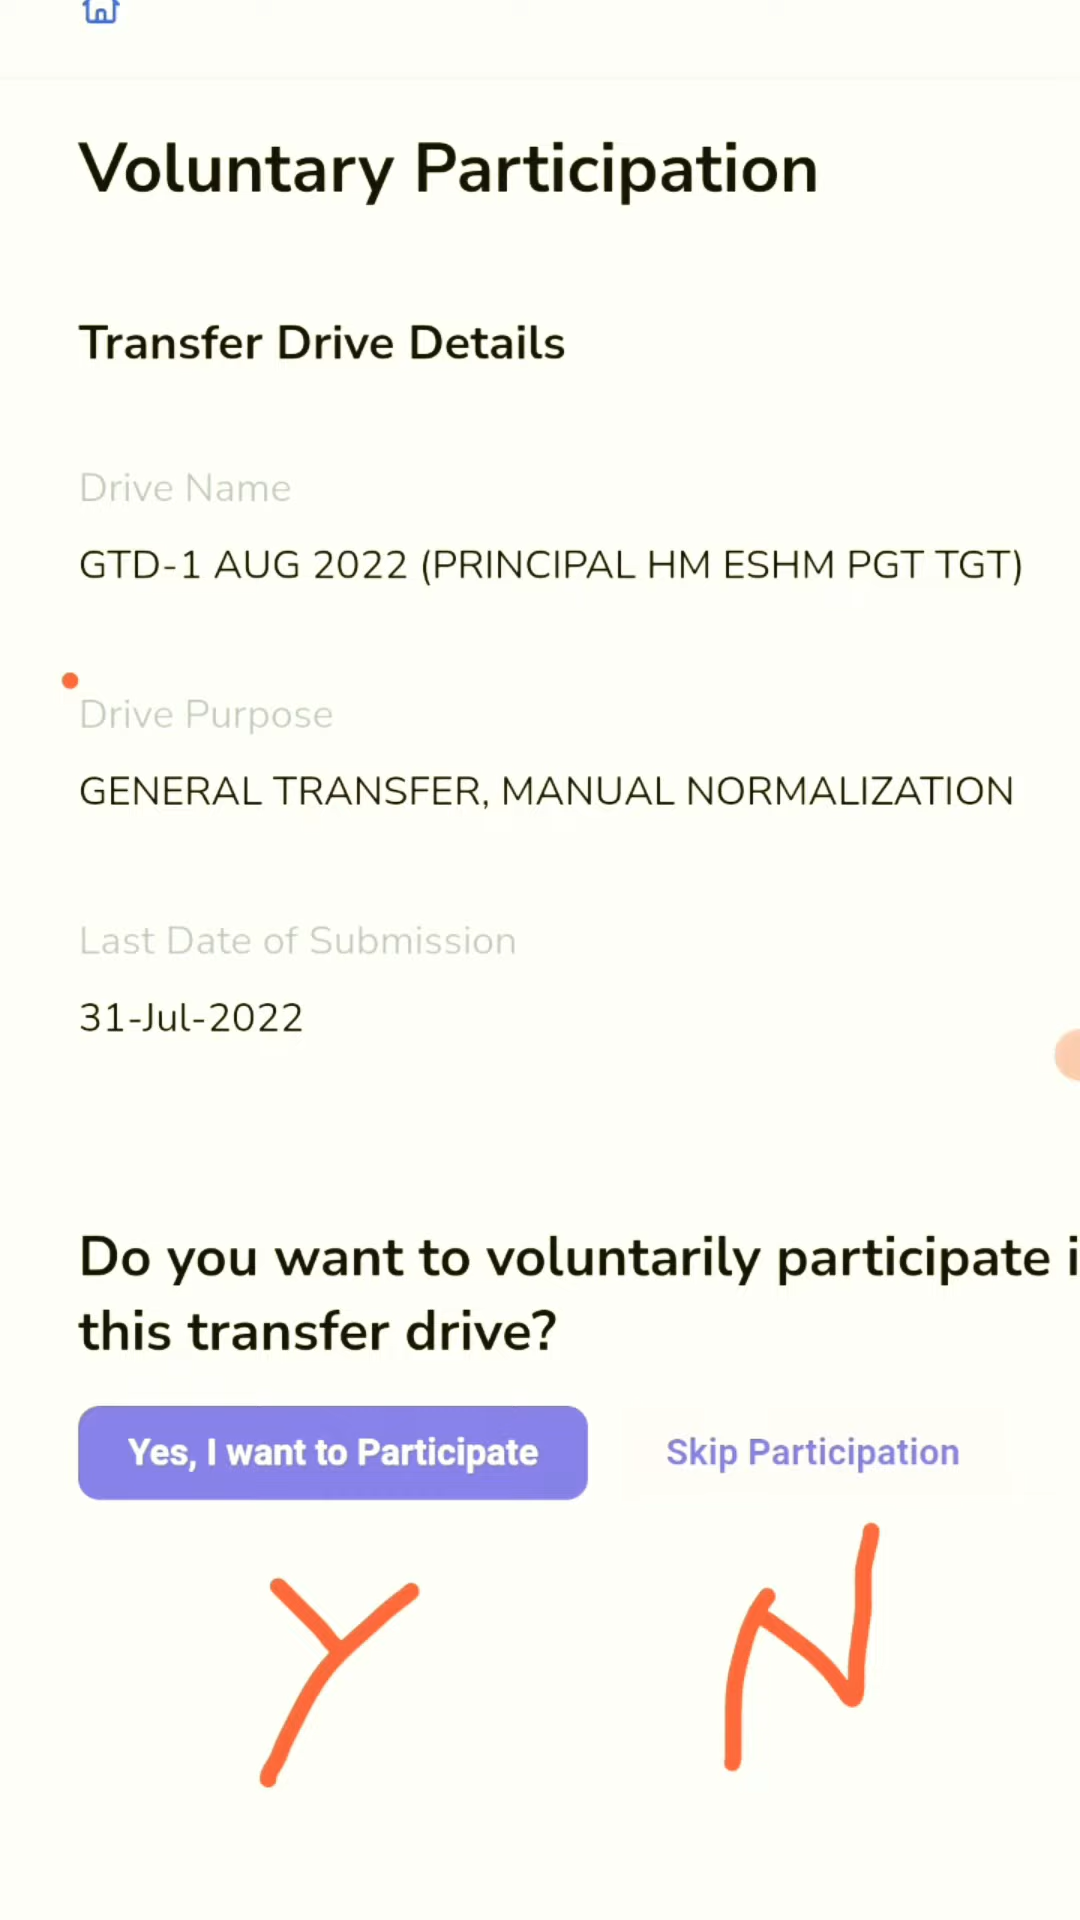 Voluntary Participation
Transfer Drive Details
Drive Name
GTD-1 AUG 2022 (PRINCIPAL HM ESHM PGT TGT)
Drive Purpose
GENERAL TRANSFER, MANUAL NORMALIZATION
Last Date of Submission
31-Jul-2022
Do you want to voluntarily participate i
this transfer drive?
Yes, I want to Participate Skip Participation
Y N